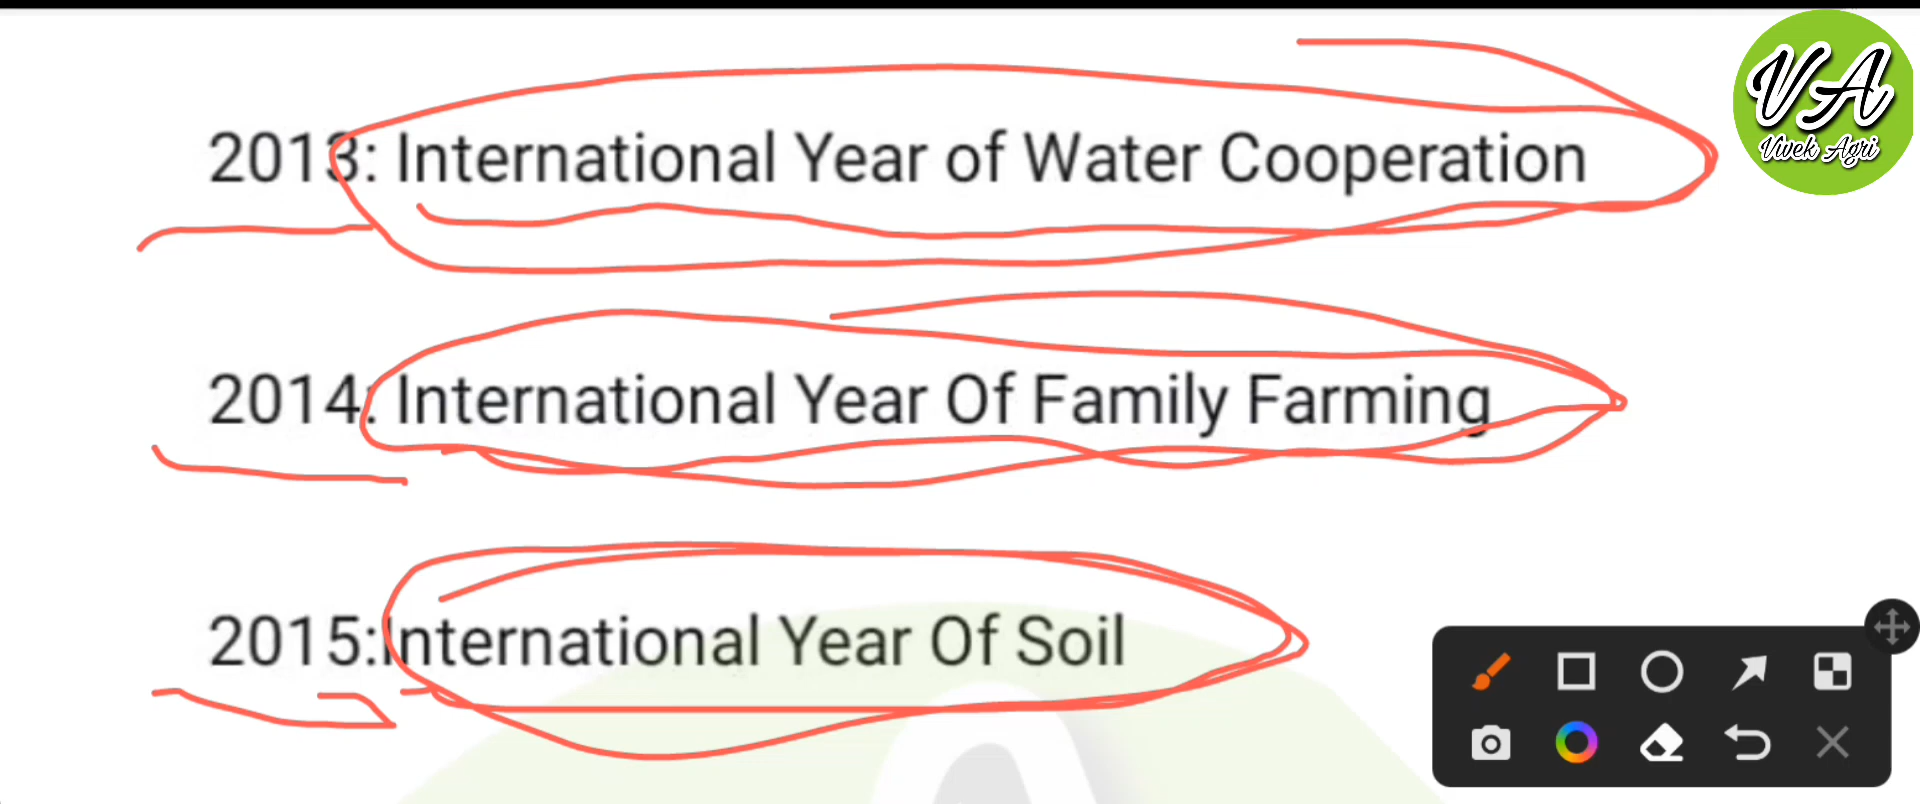 VA
Vivek Agri
2013: International Year of Water Cooperation
2014: International Year Of Family Farming
2015:International Year Of Soil